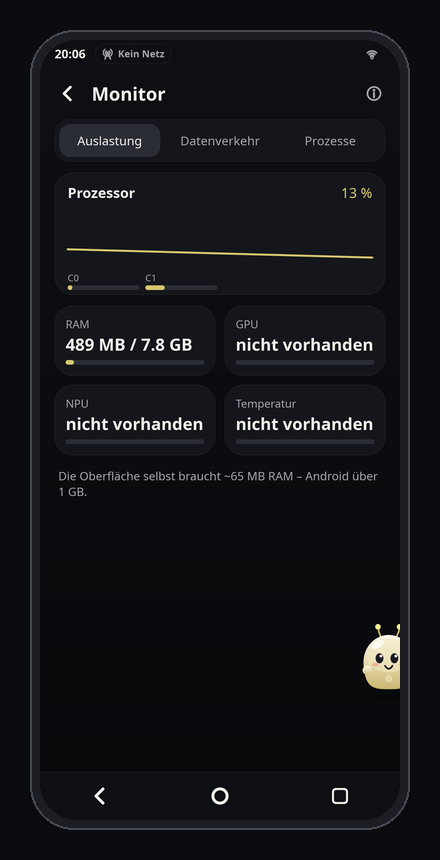 20:06 Kein Netz
Monitor
Auslastung Datenverkehr Prozesse
Prozessor 13 %
C0 C1
RAM
489 MB / 7.8 GB
GPU
nicht vorhanden
NPU
nicht vorhanden
Temperatur
nicht vorhanden
Die Oberfläche selbst braucht ~65 MB RAM – Android über
1 GB.